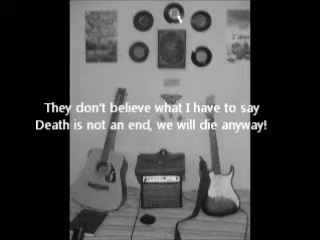 They don't believe what I have to say
Death is not an end, we will die anyway!